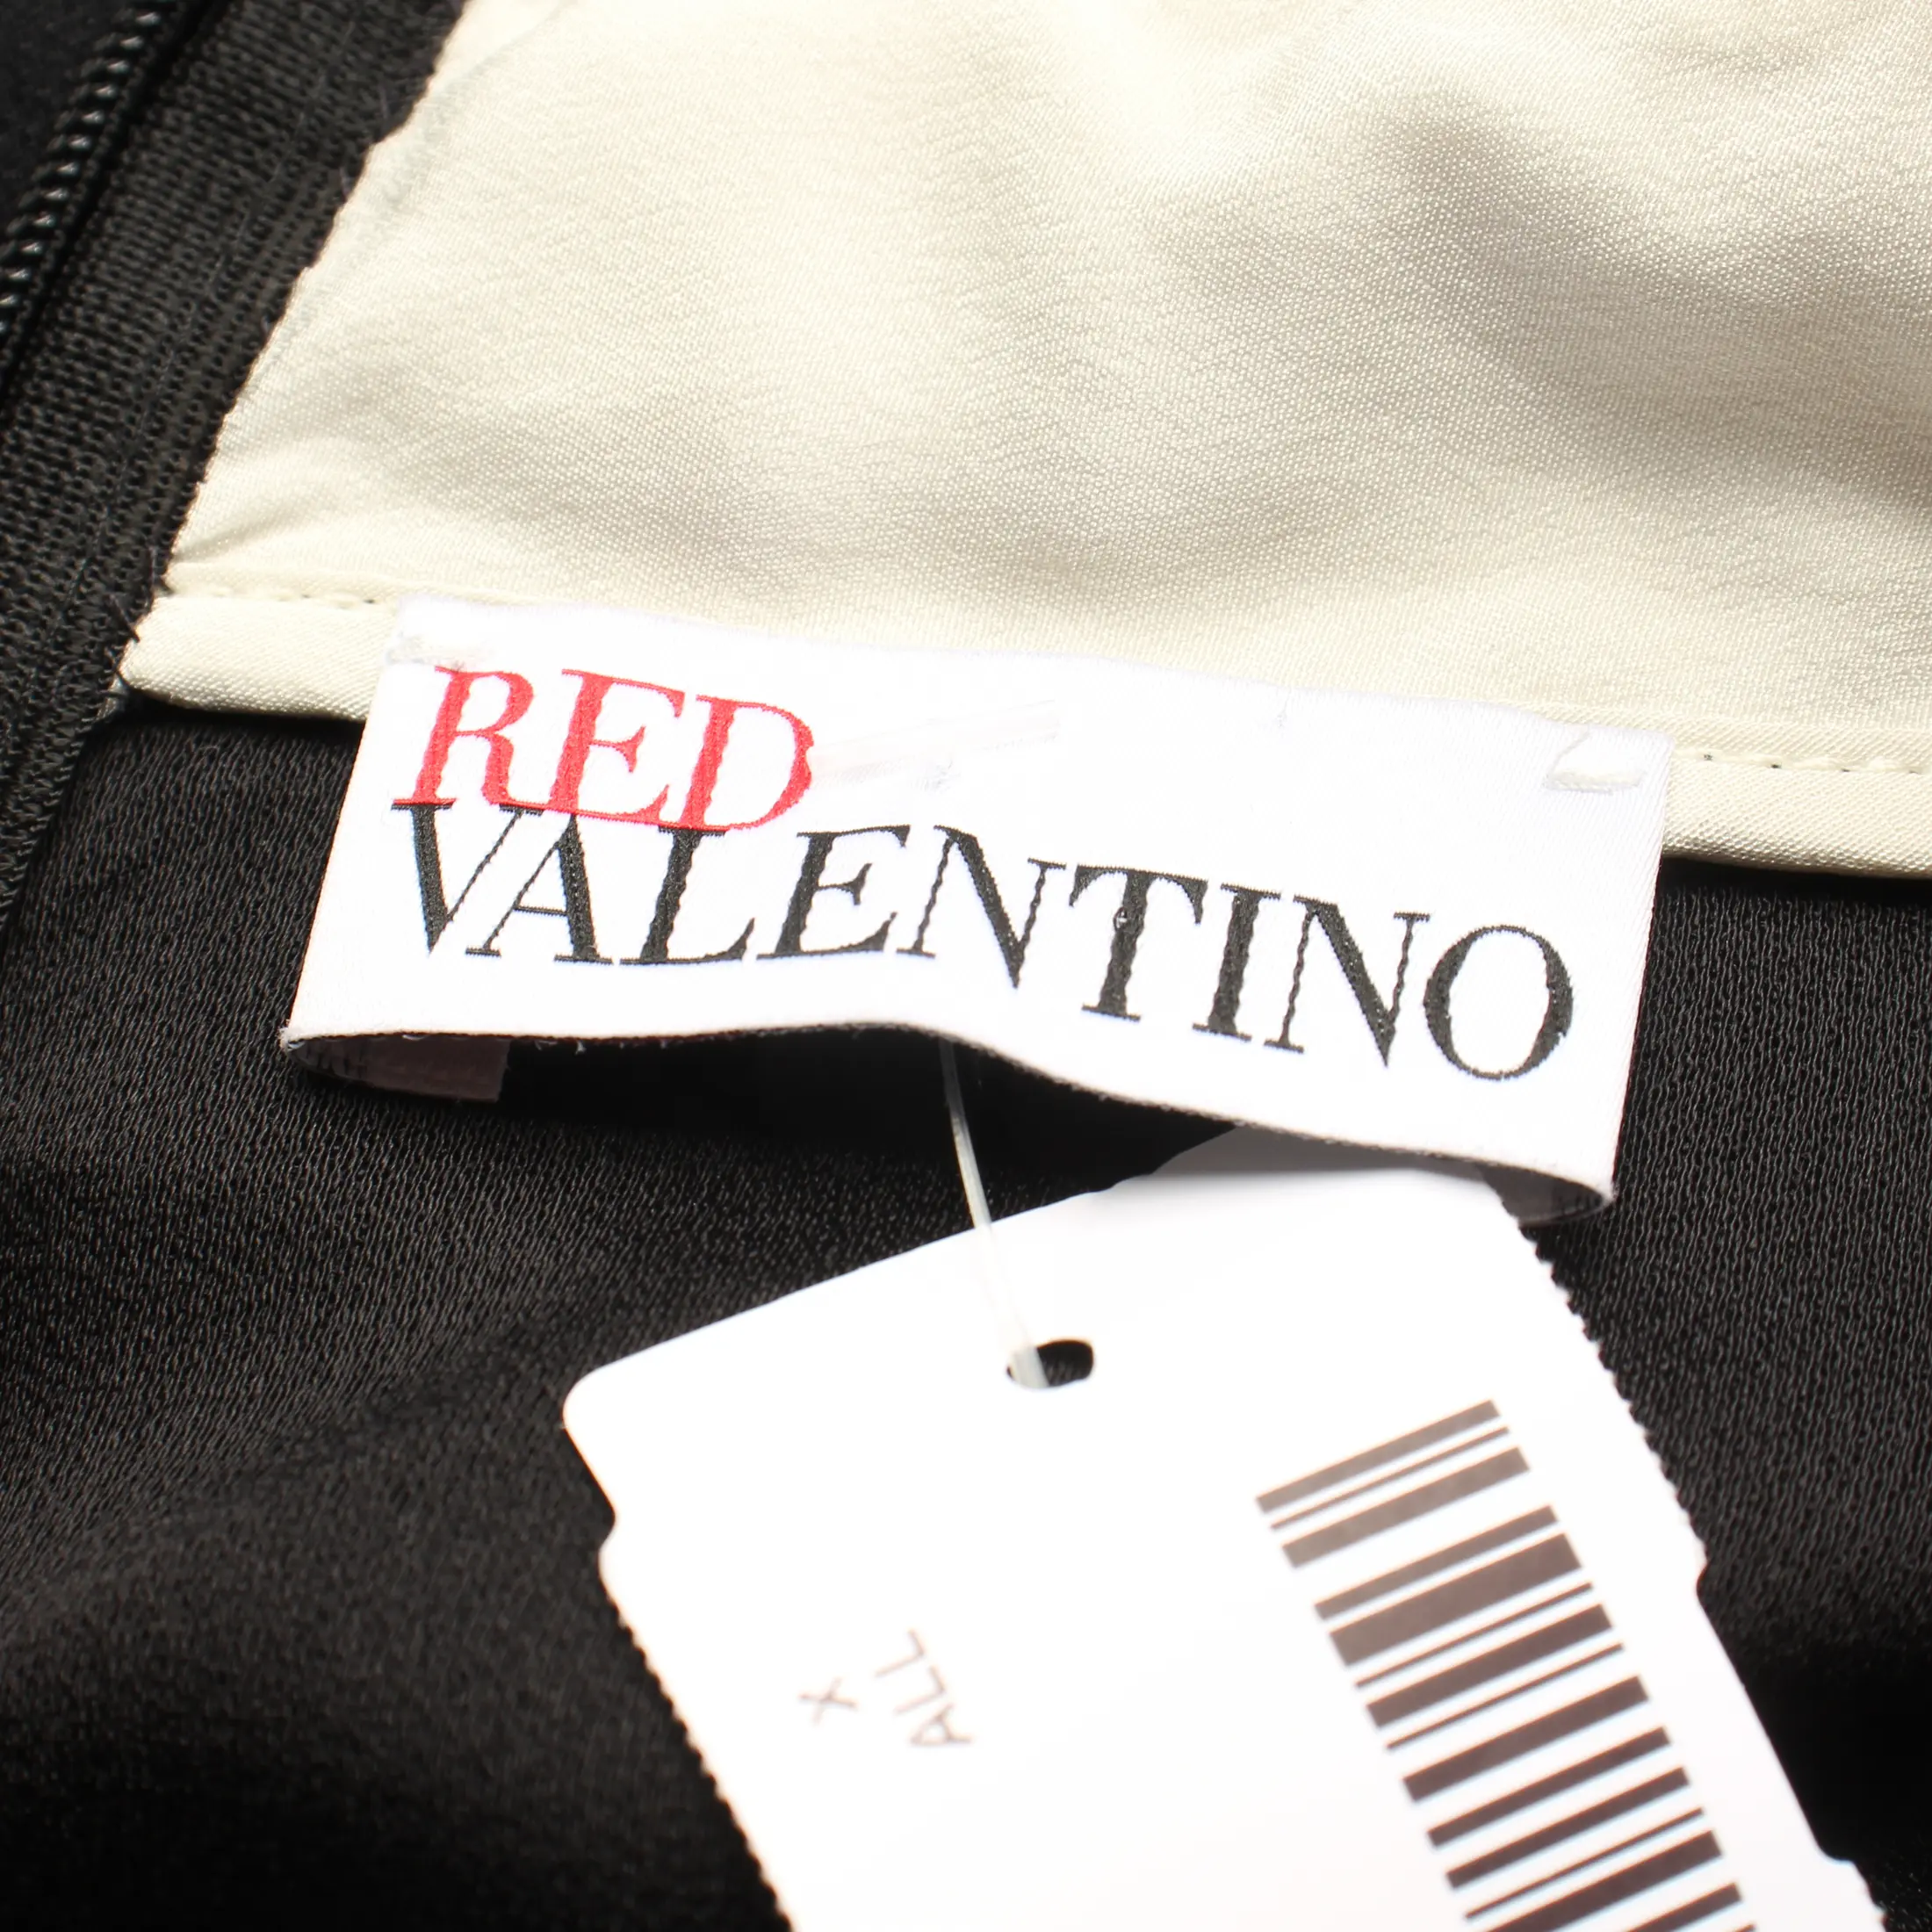 RED
VALENTINO
ALL
X